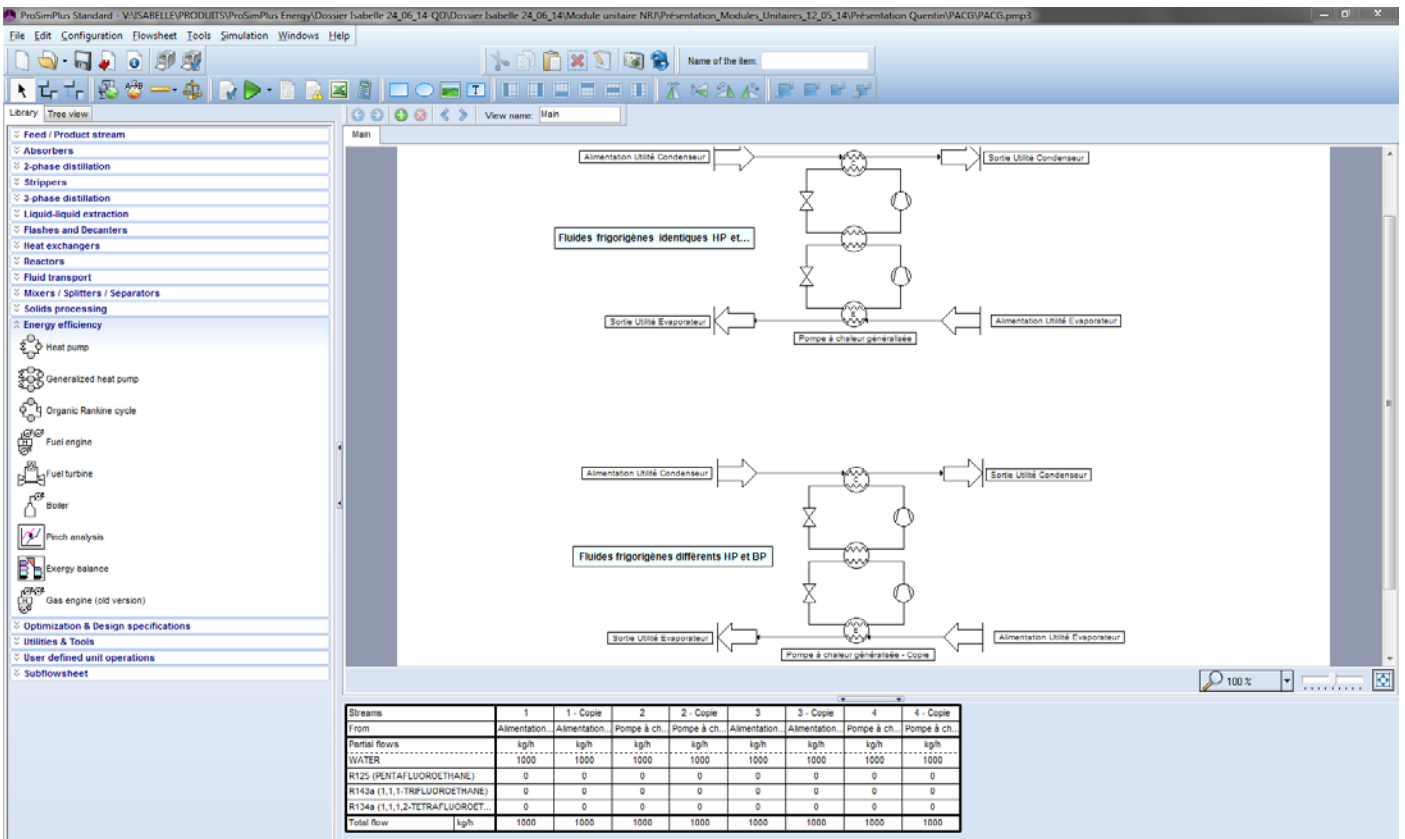 ProSimPlus Standard - V:\ISABELLE\PRODUITS\ProSimPlus Energy\Dossier Isabelle 24_06_14-QD\Dossier Isabelle 24_06_14\Module unitaire NRJ\Présentation_Modules_Unitaires_12_05_14\Présentation Quentin\PACG\PACG.pmp3
File Edit Configuration Flowsheet Tools Simulation Windows Help
Name of the item:
Library Tree view
View name: Main
Main
Feed / Product stream
Absorbers
2-phase distillation
Strippers
3-phase distillation
Liquid-liquid extraction
Flashes and Decanters
Heat exchangers
Reactors
Fluid transport
Mixers / Splitters / Separators
Solids processing
Energy efficiency
Heat pump
Generalized heat pump
Organic Rankine cycle
Fuel engine
Fuel turbine
Boiler
Pinch analysis
Exergy balance
Gas engine (old version)
Optimization & Design specifications
Utilities & Tools
User defined unit operations
Subflowsheet
Alimentation Utilité Condenseur
Sortie Utilité Condenseur
C
Fluides frigorigènes identiques HP et...
Sortie Utilité Evaporateur
E
Alimentation Utilité Evaporateur
Pompe à chaleur généralisée
Alimentation Utilité Condenseur
C
Sortie Utilité Condenseur
Fluides frigorigènes différents HP et BP
Sortie Utilité Evaporateur
E
Alimentation Utilité Evaporateur
Pompe à chaleur généralisée - Copie
100 %
Streams 1 1 - Copie 2 2 - Copie 3 3 - Copie 4 4 - Copie
From Alimentation... Alimentation... Pompe à ch... Pompe à ch... Alimentation... Alimentation... Pompe à ch... Pompe à ch...
Partial flows kg/h kg/h kg/h kg/h kg/h kg/h kg/h kg/h
WATER 1000 1000 1000 1000 1000 1000 1000 1000
R125 (PENTAFLUOROETHANE) 0 0 0 0 0 0 0 0
R143a (1,1,1-TRIFLUOROETHANE) 0 0 0 0 0 0 0 0
R134a (1,1,1,2-TETRAFLUOROET... 0 0 0 0 0 0 0 0
Total flow kg/h 1000 1000 1000 1000 1000 1000 1000 1000